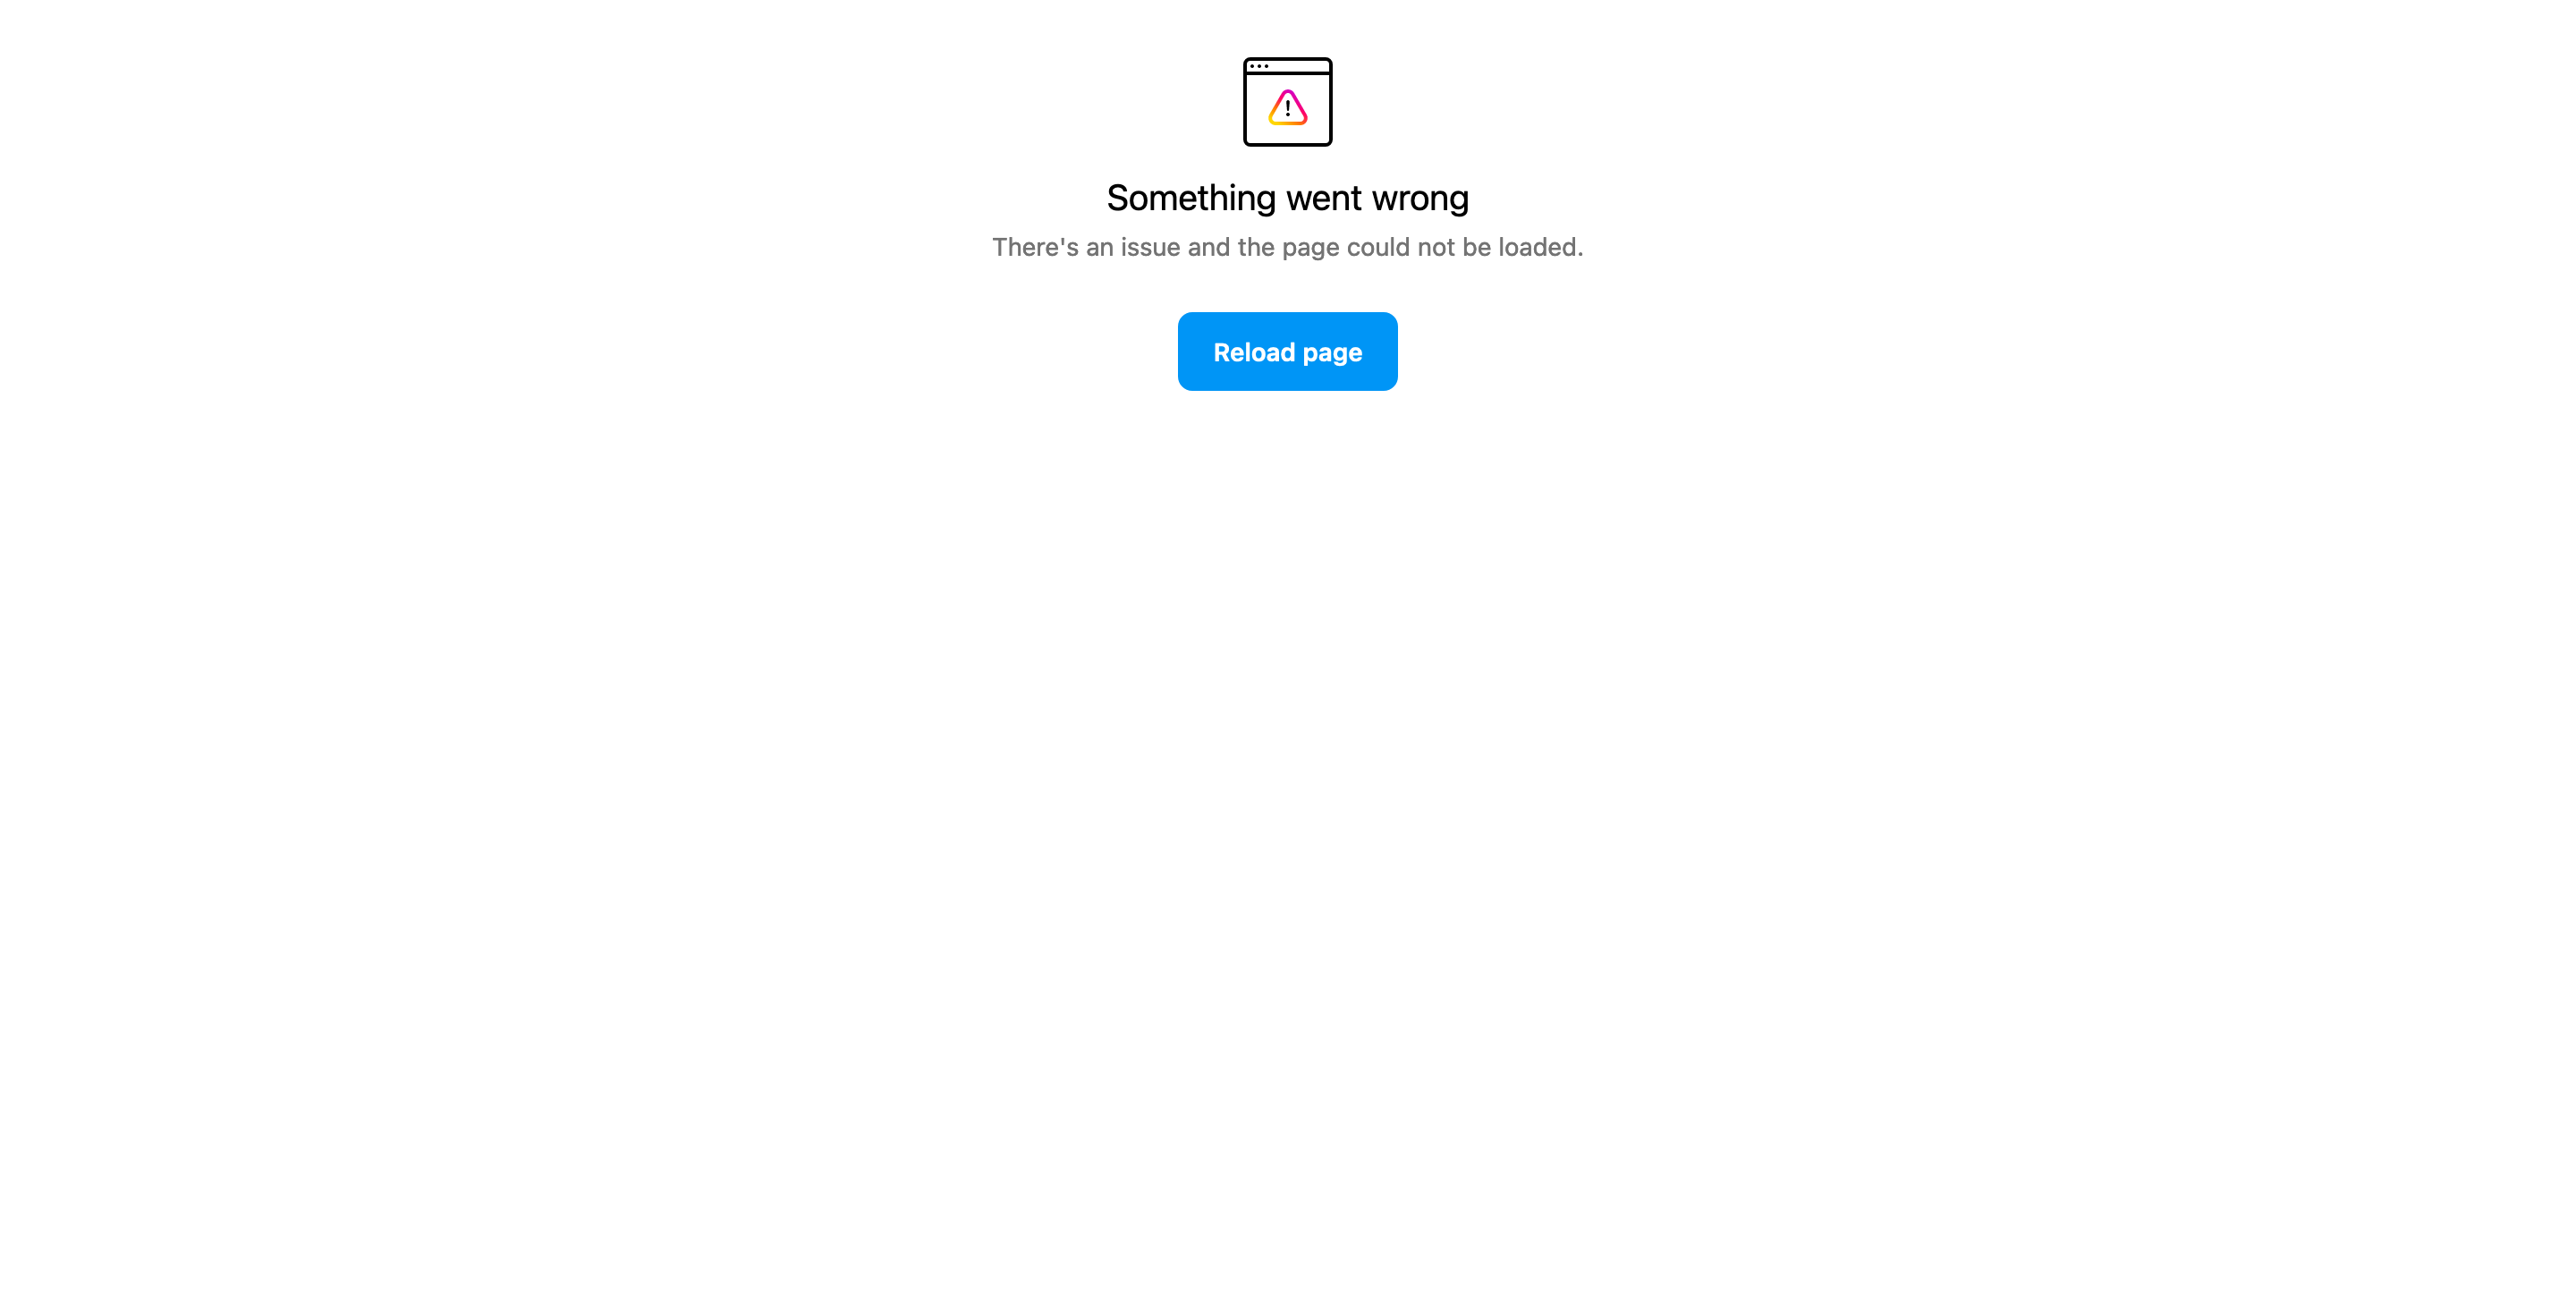 Something went wrong
There's an issue and the page could not be loaded.
Reload page